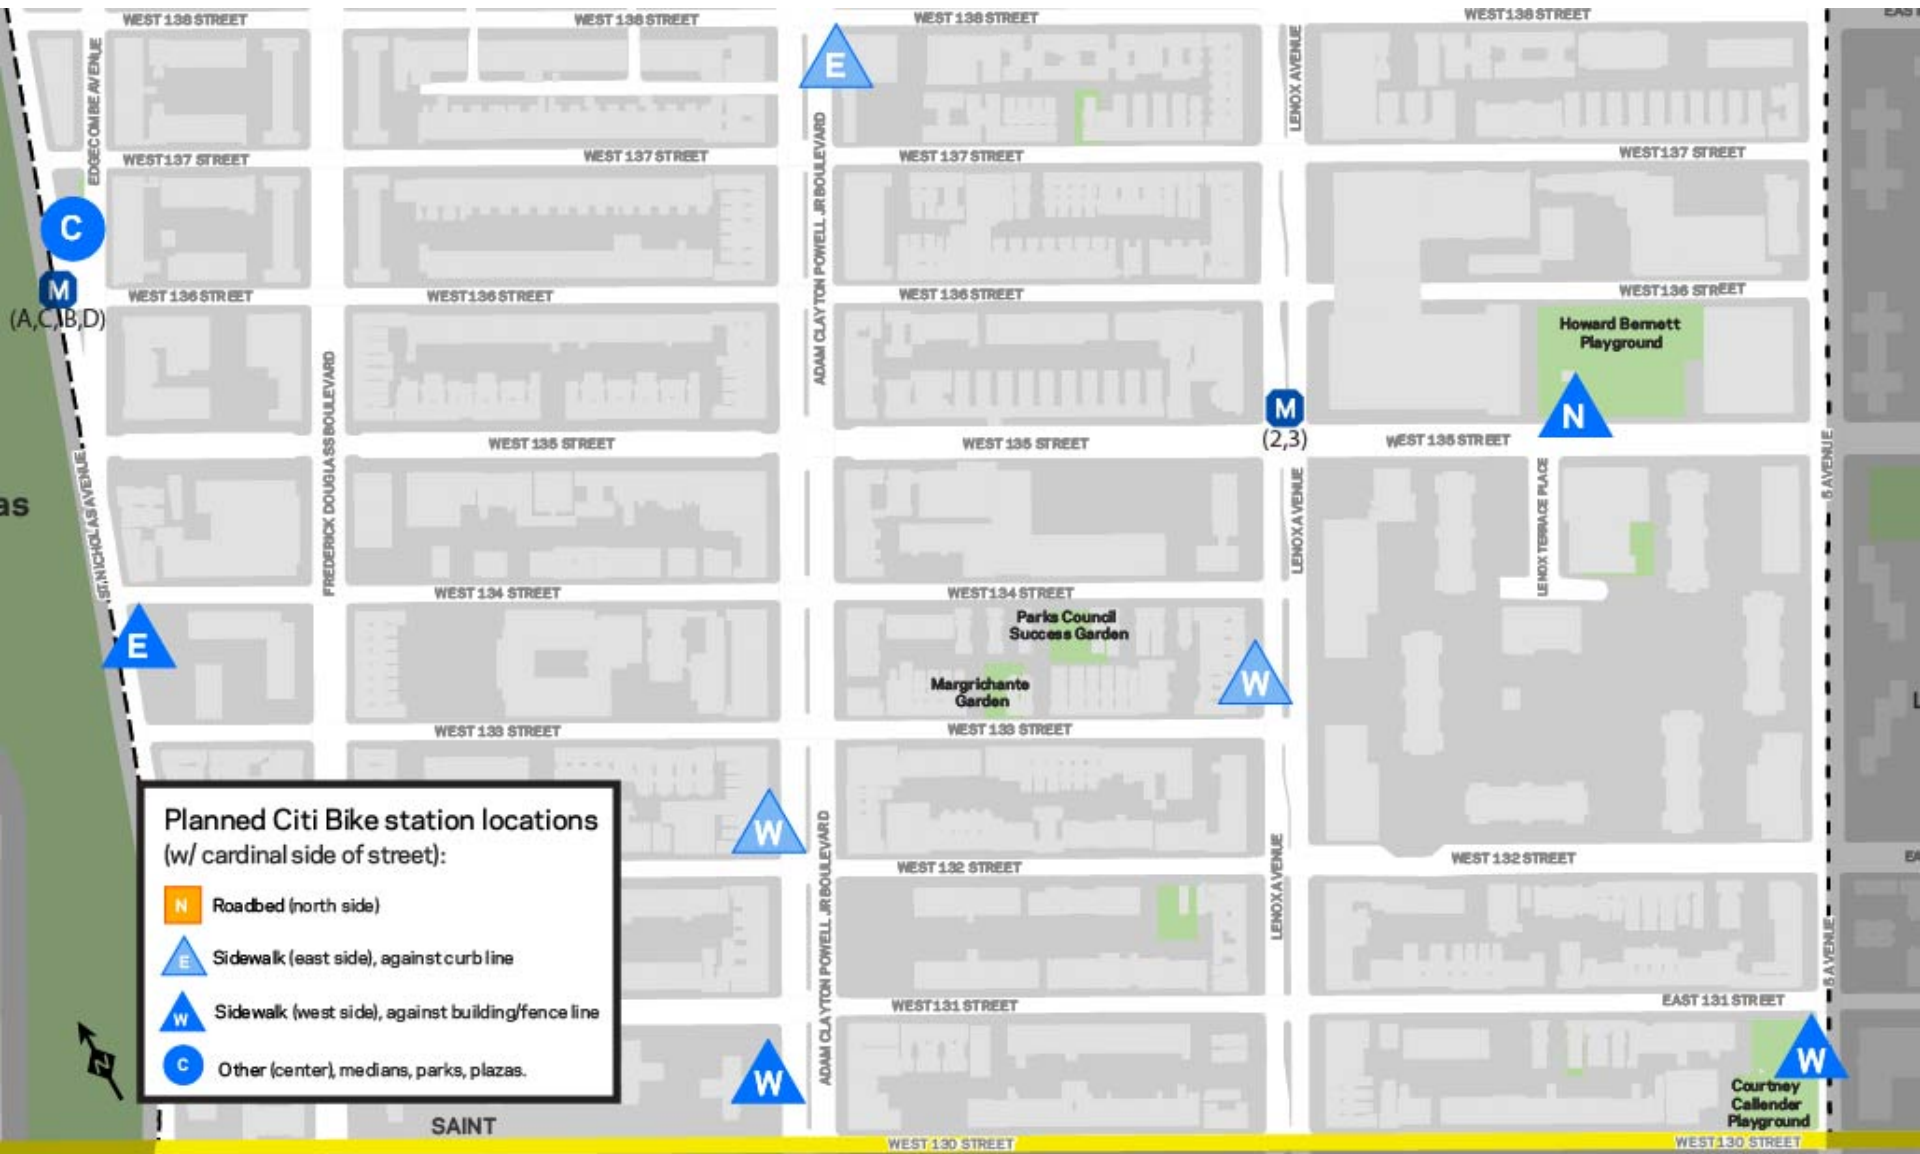 WEST 138 STREET
WEST 138 STREET
WEST 138 STREET
WEST 138 STREET
EAST
EDGECOMBE AVENUE
E
LENOX AVENUE
WEST 137 STREET
WEST 137 STREET
WEST 137 STREET
WEST 137 STREET
ADAM CLAYTON POWELL JR BOULEVARD
C
M
(A,C,B,D)
WEST 136 STREET
WEST 136 STREET
WEST 136 STREET
WEST 136 STREET
Howard Bennett
Playground
FREDERICK DOUGLASS BOULEVARD
M
(2,3)
N
WEST 135 STREET
WEST 135 STREET
WEST 135 STREET
as
ST. NICHOLAS AVENUE
LENOX AVENUE
LENOX TERRACE PLACE
5 AVENUE
WEST 134 STREET
WEST 134 STREET
E
Parks Council
Success Garden
Margrichante
Garden
W
L
WEST 133 STREET
WEST 133 STREET
W
ADAM CLAYTON POWELL JR BOULEVARD
LENOX AVENUE
WEST 132 STREET
WEST 132 STREET
EA
Planned Citi Bike station locations
(w/ cardinal side of street):
N Roadbed (north side)
E Sidewalk (east side), against curb line
W Sidewalk (west side), against building/fence line
C Other (center), medians, parks, plazas.
5 AVENUE
WEST 131 STREET
EAST 131 STREET
N
W
W
Courtney
Callender
Playground
SAINT
WEST 130 STREET
WEST 130 STREET